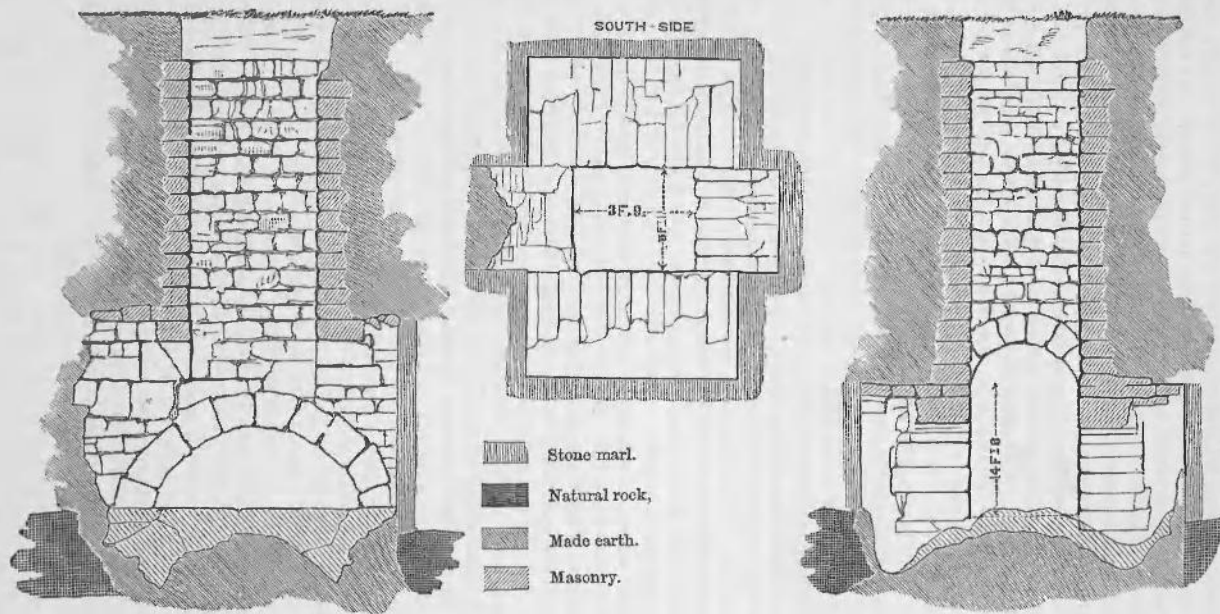 SOUTH-SIDE
3F.9.
Stone marl.
Natural rock,
Made earth.
Masonry.